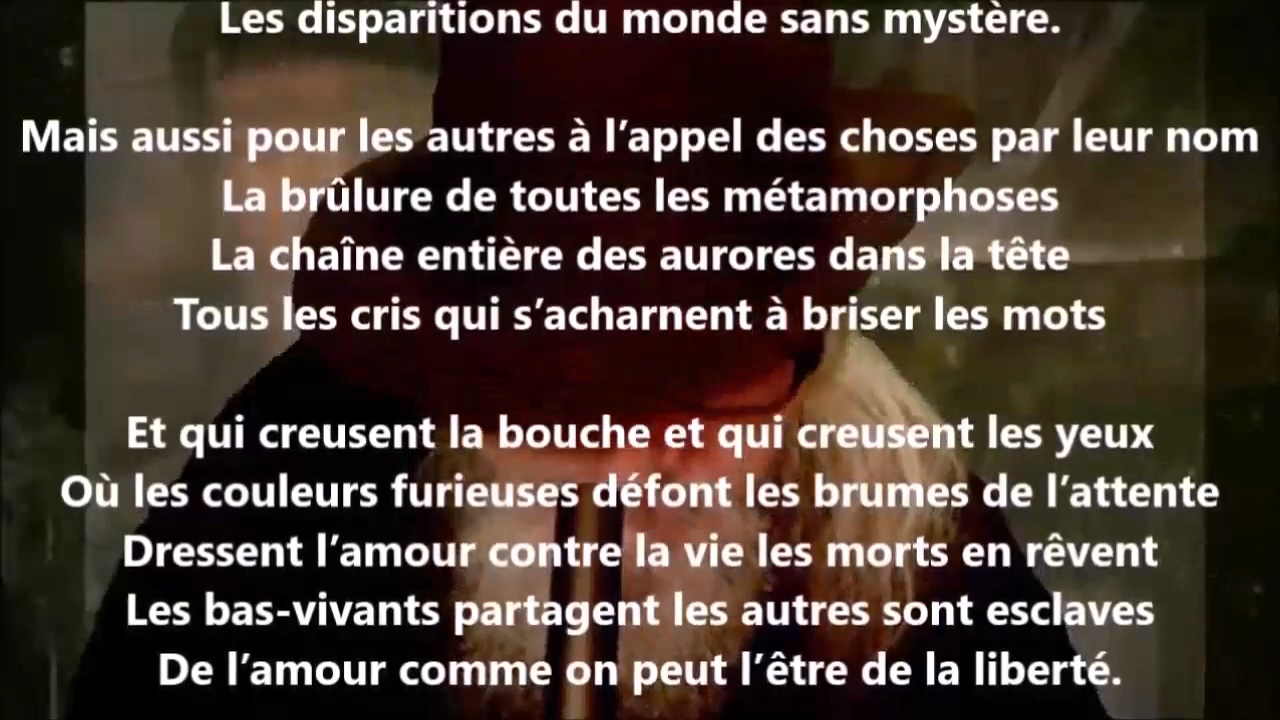 Les disparitions du monde sans mystère.
Mais aussi pour les autres à l’appel des choses par leur nom
La brûlure de toutes les métamorphoses
La chaîne entière des aurores dans la tête
Tous les cris qui s’acharnent à briser les mots
Et qui creusent la bouche et qui creusent les yeux
Où les couleurs furieuses défont les brumes de l’attente
Dressent l’amour contre la vie les morts en rêvent
Les bas-vivants partagent les autres sont esclaves
De l’amour comme on peut l’être de la liberté.